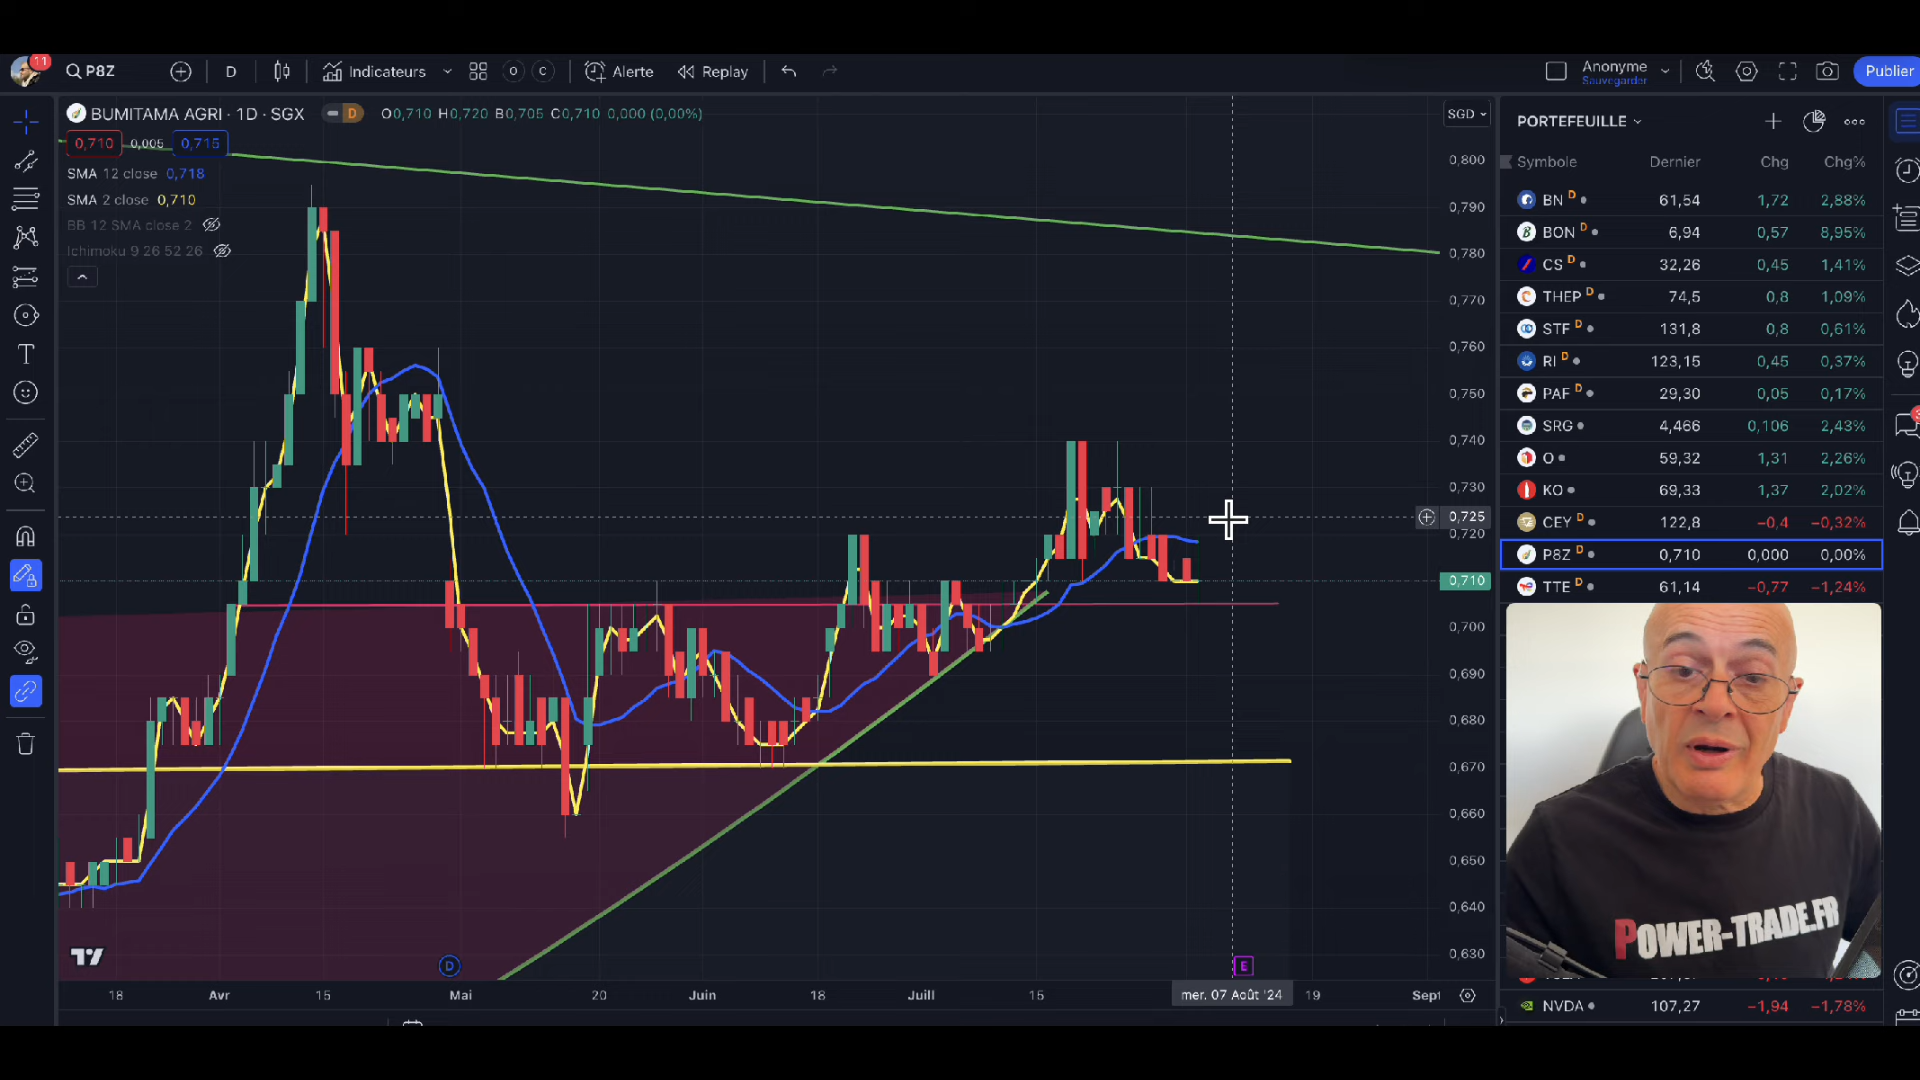 11
P8Z
D
Indicateurs
Alerte
Replay
Anonyme
Sauvegarder
Publier
BUMITAMA AGRI · 1D · SGX
D
O0,710 H0,720 B0,705 C0,710 0,000 (0,00%)
0,710
0,005
0,715
SMA 12 close 0,718
SMA 2 close 0,710
BB 12 SMA close 2
Ichimoku 9 26 52 26
SGD
0,800
0,790
0,780
0,770
0,760
0,750
0,740
0,730
0,725
0,720
0,710
0,700
0,690
0,680
0,670
0,660
0,650
0,640
0,630
D
E
18
Avr
15
Mai
20
Juin
18
Juill
15
mer. 07 Août '24
19
Sept
PORTEFEUILLE
Symbole Dernier Chg Chg%
BN D 61,54 1,72 2,88%
BON D 6,94 0,57 8,95%
CS D 32,26 0,45 1,41%
THEP D 74,5 0,8 1,09%
STF D 131,8 0,8 0,61%
RI D 123,15 0,45 0,37%
PAF D 29,30 0,05 0,17%
SRG 4,466 0,106 2,43%
O 59,32 1,31 2,26%
KO 69,33 1,37 2,02%
CEY D 122,8 −0,4 −0,32%
P8Z D 0,710 0,000 0,00%
TTE D 61,14 −0,77 −1,24%
POWER-TRADE.FR
NVDA 107,27 −1,94 −1,78%